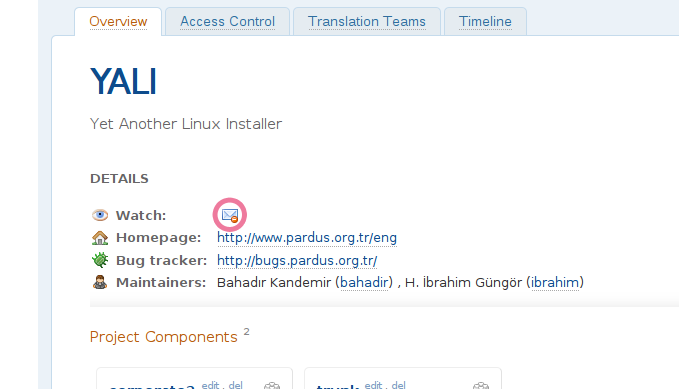 Overview Access Control Translation Teams Timeline
YALI
Yet Another Linux Installer
DETAILS
Watch:
Homepage: http://www.pardus.org.tr/eng
Bug tracker: http://bugs.pardus.org.tr/
Maintainers: Bahadır Kandemir (bahadir) , H. İbrahim Güngör (ibrahim)
Project Components 2
corporate2 edit . del trunk edit . del